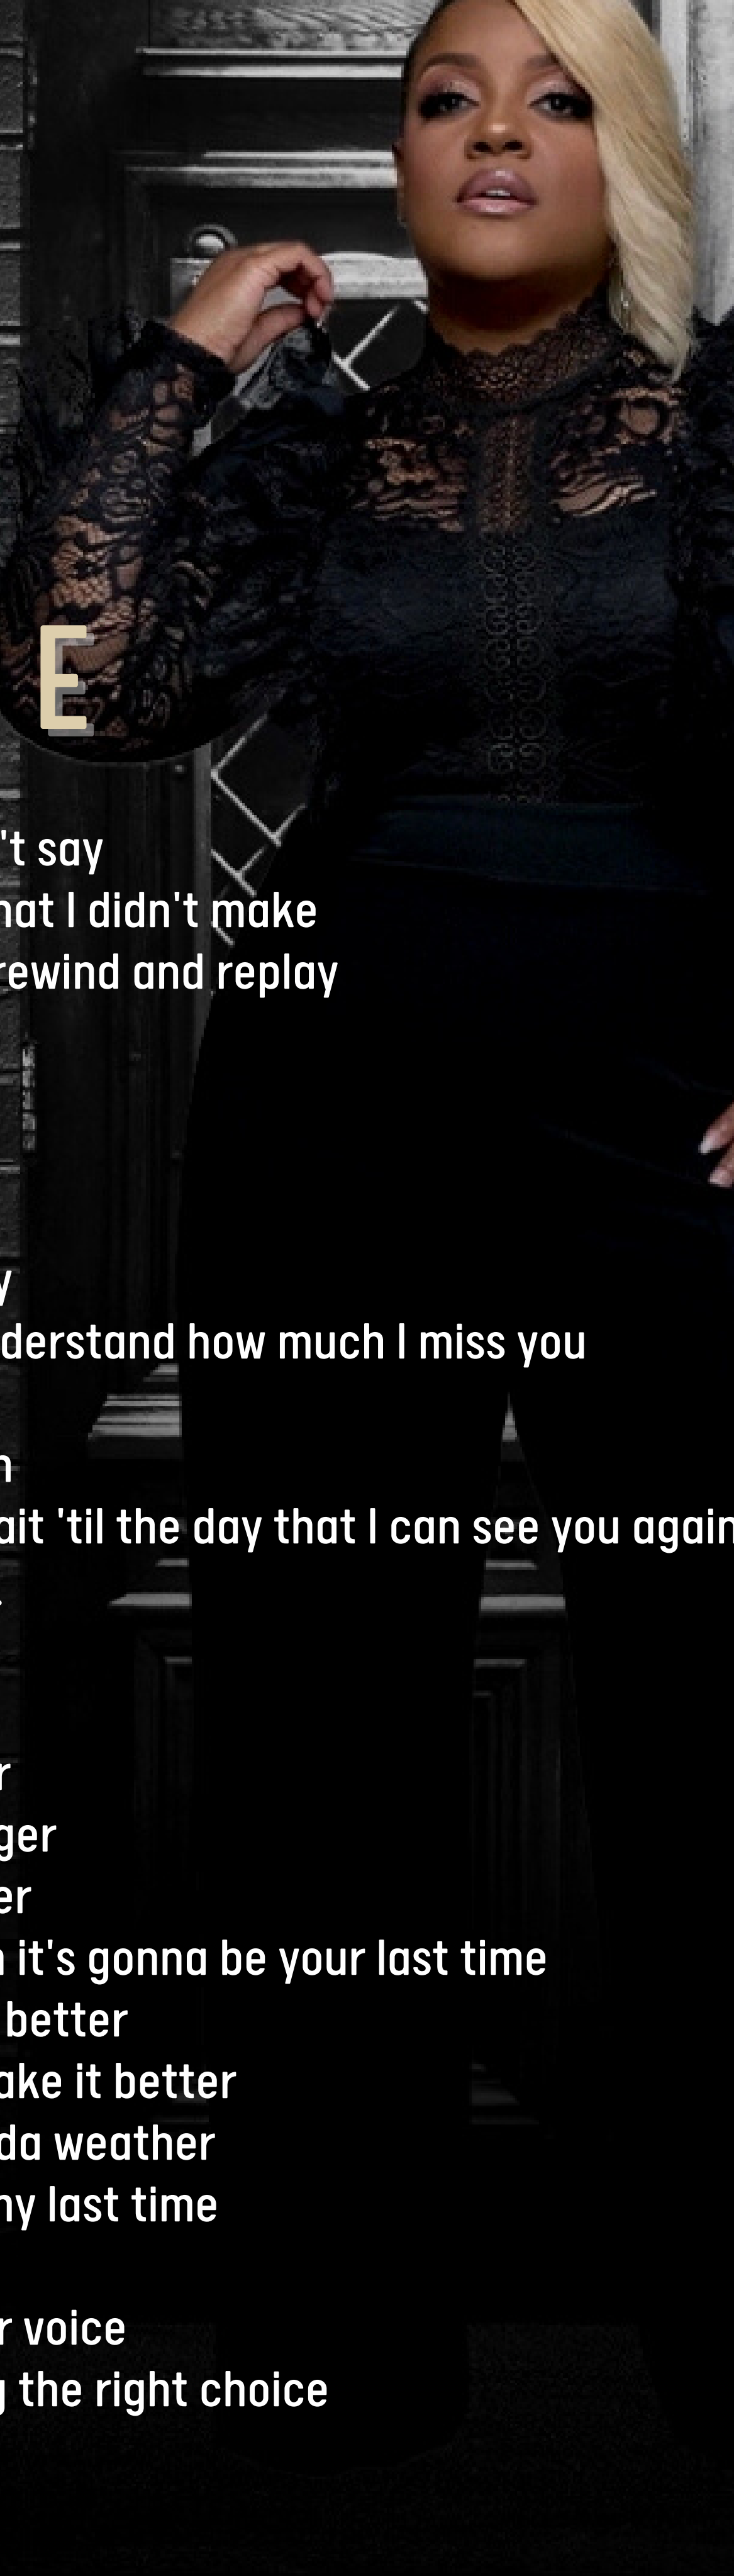 E
't say
hat I didn't make
rewind and replay
y
derstand how much I miss you
n
ait 'til the day that I can see you again
r
ger
er
it's gonna be your last time
better
ake it better
da weather
my last time
r voice
g the right choice